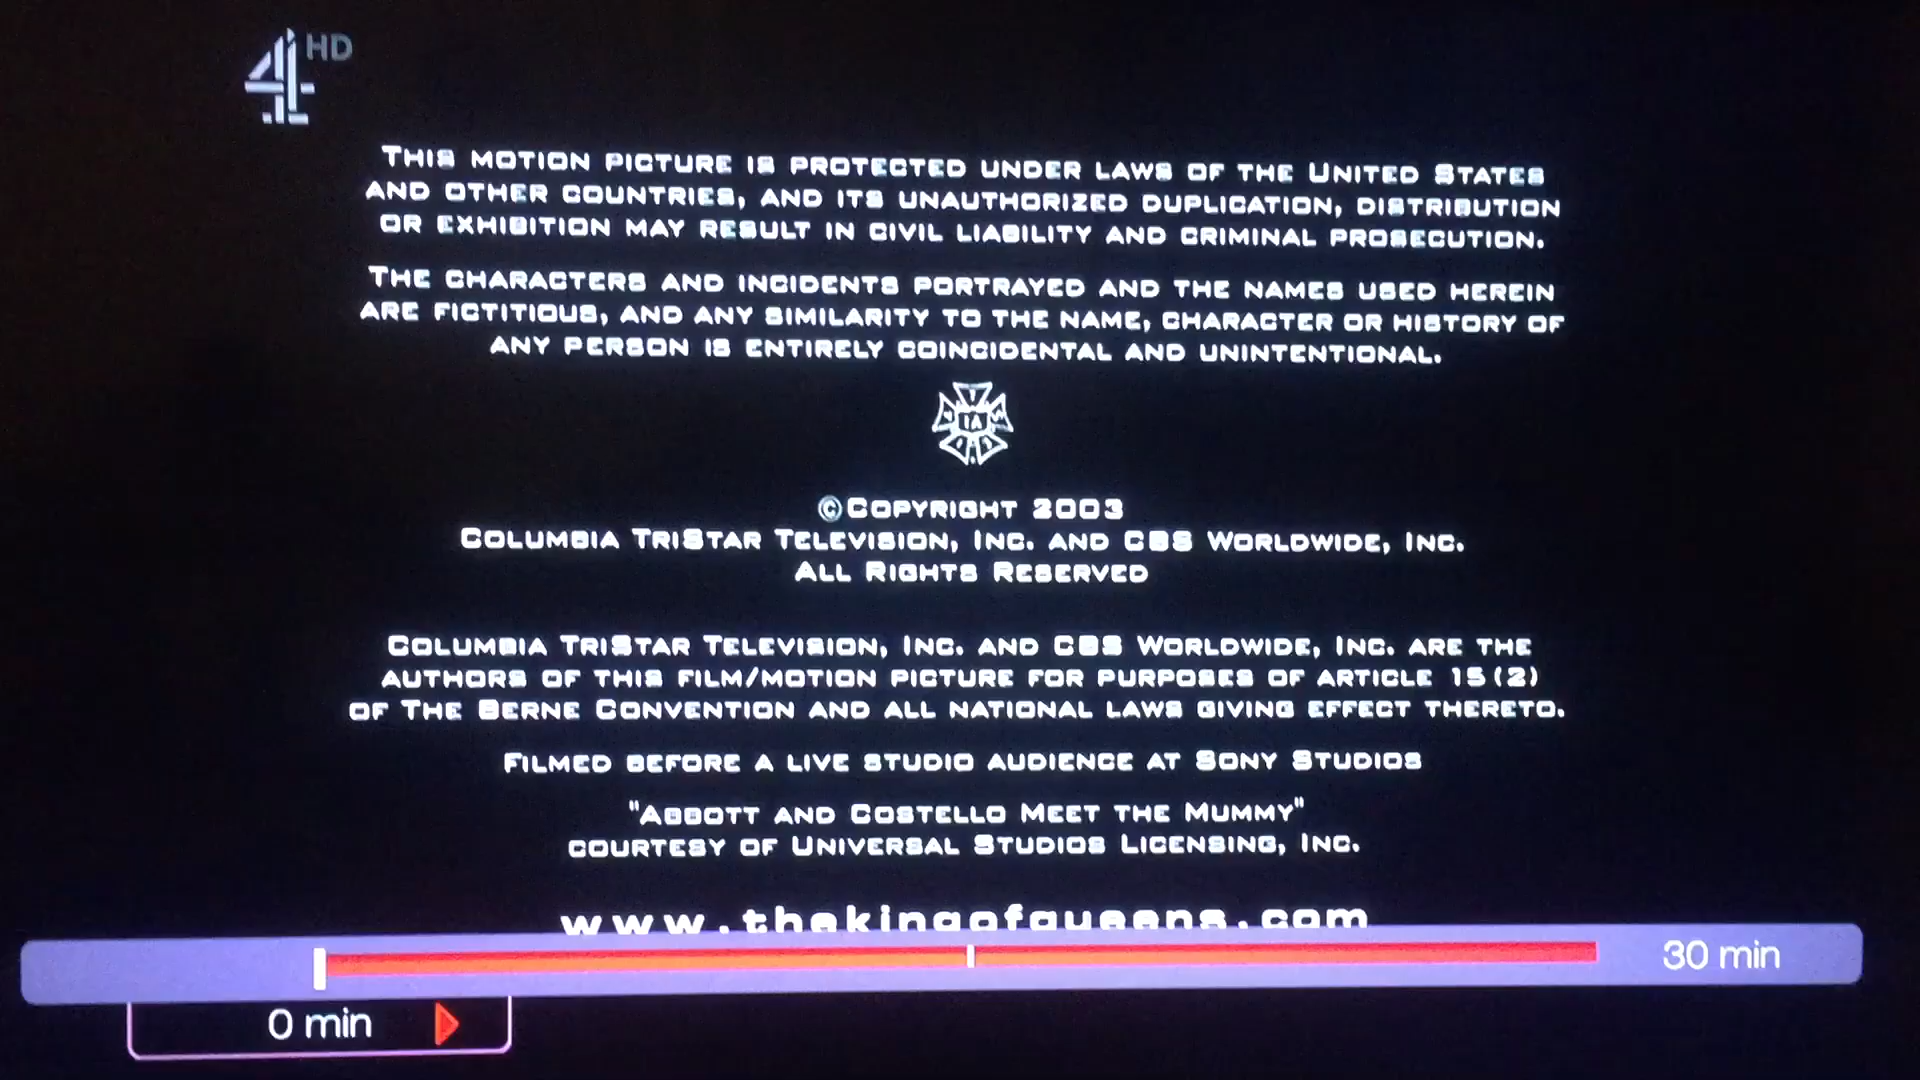 4 HD
THIS MOTION PICTURE IS PROTECTED UNDER LAWS OF THE UNITED STATES
AND OTHER COUNTRIES, AND ITS UNAUTHORIZED DUPLICATION, DISTRIBUTION
OR EXHIBITION MAY RESULT IN CIVIL LIABILITY AND CRIMINAL PROSECUTION.
THE CHARACTERS AND INCIDENTS PORTRAYED AND THE NAMES USED HEREIN
ARE FICTITIOUS, AND ANY SIMILARITY TO THE NAME, CHARACTER OR HISTORY OF
ANY PERSON IS ENTIRELY COINCIDENTAL AND UNINTENTIONAL.
IA
©COPYRIGHT 2003
COLUMBIA TRISTAR TELEVISION, INC. AND CBS WORLDWIDE, INC.
ALL RIGHTS RESERVED
COLUMBIA TRISTAR TELEVISION, INC. AND CBS WORLDWIDE, INC. ARE THE
AUTHORS OF THIS FILM/MOTION PICTURE FOR PURPOSES OF ARTICLE 15(2)
OF THE BERNE CONVENTION AND ALL NATIONAL LAWS GIVING EFFECT THERETO.
FILMED BEFORE A LIVE STUDIO AUDIENCE AT SONY STUDIOS
"ABBOTT AND COSTELLO MEET THE MUMMY"
COURTESY OF UNIVERSAL STUDIOS LICENSING, INC.
www.thekingofqueens.com
30 min
0 min